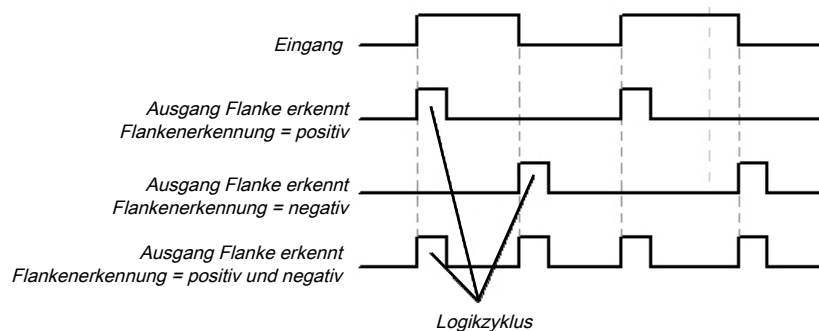 Eingang
Ausgang Flanke erkennt
Flankenerkennung = positiv
Ausgang Flanke erkennt
Flankenerkennung = negativ
Ausgang Flanke erkennt
Flankenerkennung = positiv und negativ
Logikzyklus